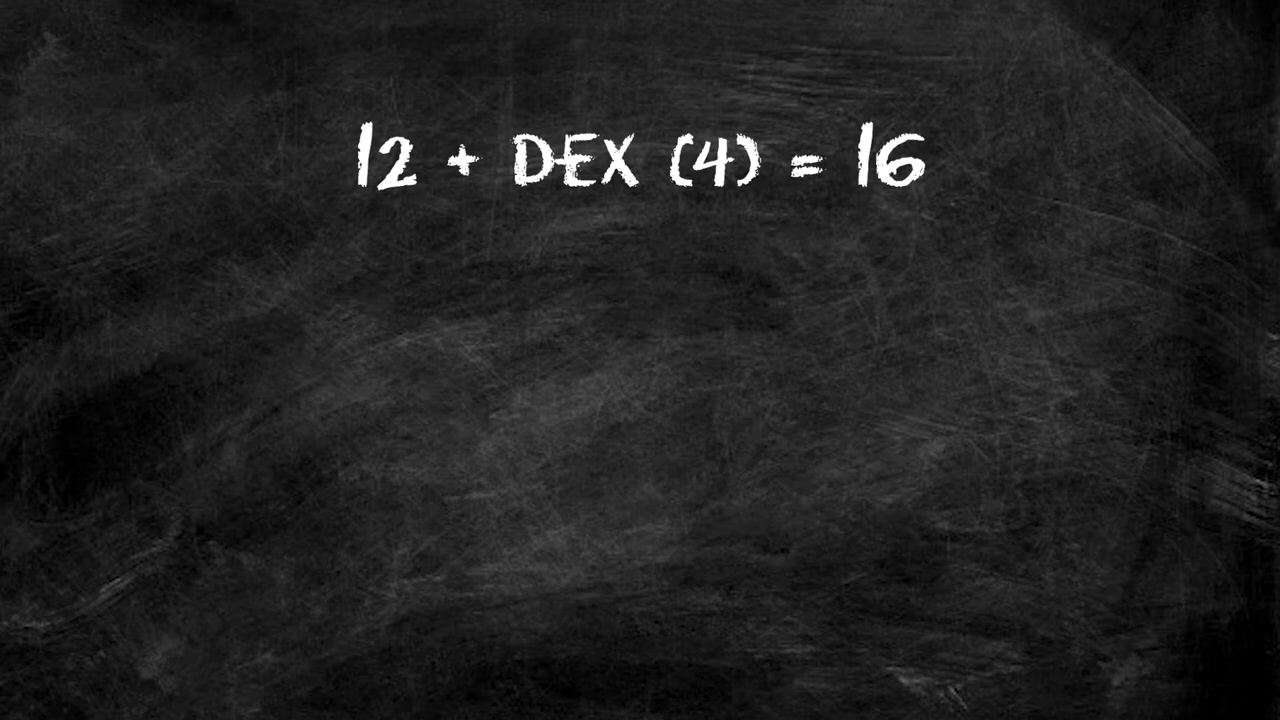 12 + DEX (4) = 16